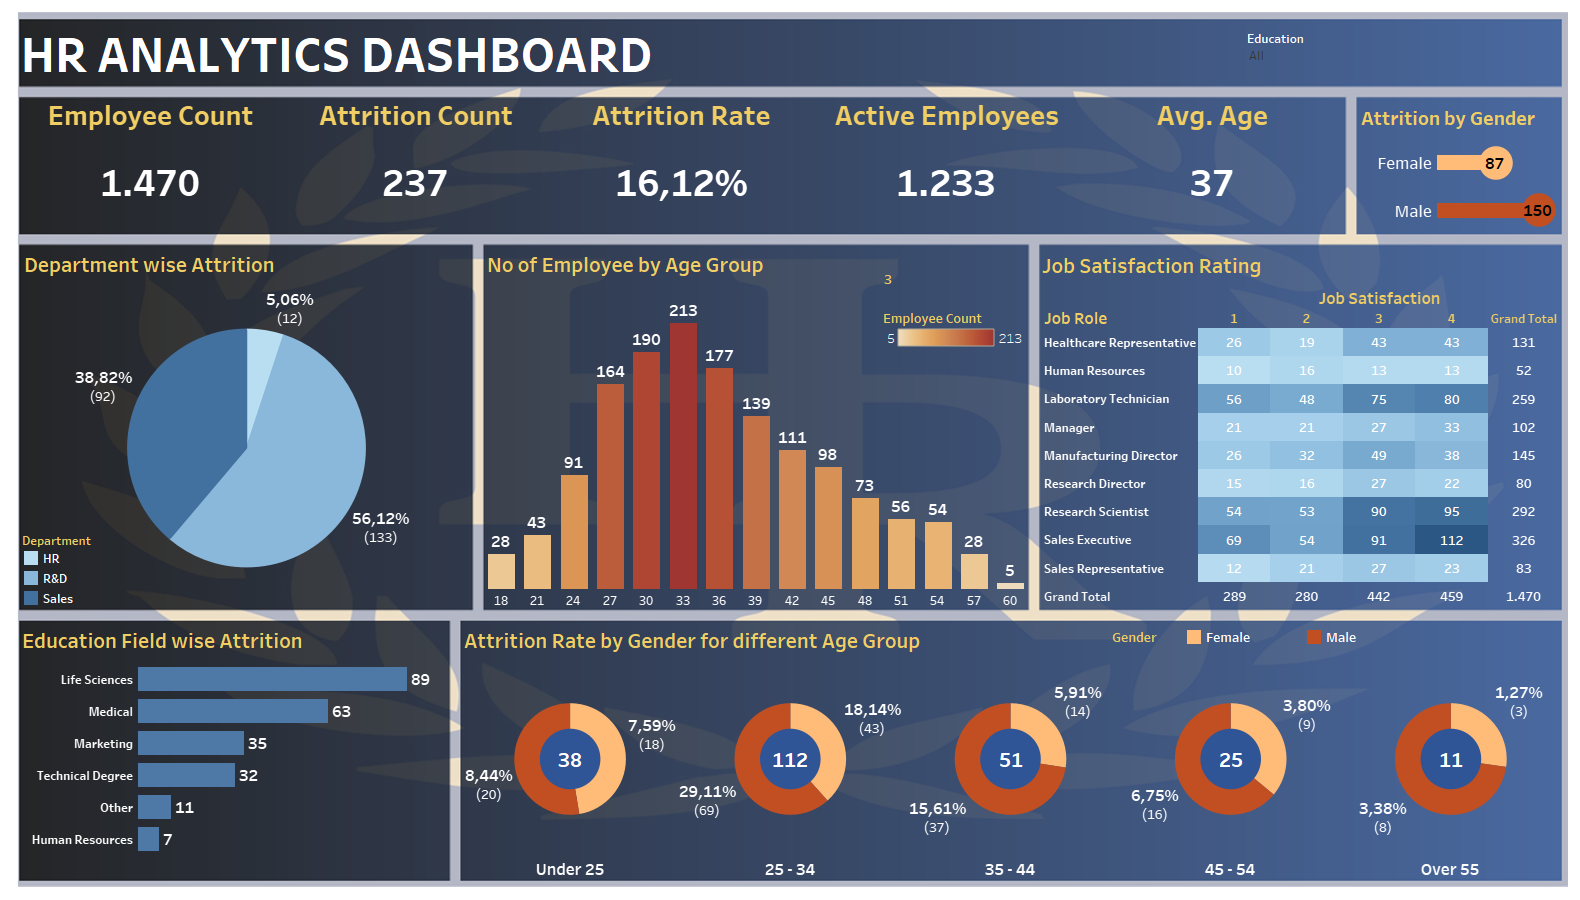 HR ANALYTICS DASHBOARD
Education
All
Employee Count
Attrition Count
Attrition Rate
Active Employees
Avg. Age
1.470
237
16,12%
1.233
37
Attrition by Gender
Female 87
Male 150
Department wise Attrition
5,06%
(12)
38,82%
(92)
56,12%
(133)
Department
HR
R&D
Sales
No of Employee by Age Group
3
Employee Count
5 213
28 43 91 164 190 213 177 139 111 98 73 56 54 28 5
18 21 24 27 30 33 36 39 42 45 48 51 54 57 60
Job Satisfaction Rating
Job Satisfaction
Job Role 1 2 3 4 Grand Total
Healthcare Representative 26 19 43 43 131
Human Resources 10 16 13 13 52
Laboratory Technician 56 48 75 80 259
Manager 21 21 27 33 102
Manufacturing Director 26 32 49 38 145
Research Director 15 16 27 22 80
Research Scientist 54 53 90 95 292
Sales Executive 69 54 91 112 326
Sales Representative 12 21 27 23 83
Grand Total 289 280 442 459 1.470
Education Field wise Attrition
Life Sciences 89
Medical 63
Marketing 35
Technical Degree 32
Other 11
Human Resources 7
Attrition Rate by Gender for different Age Group
Gender Female Male
7,59%
(18)
38
8,44%
(20)
Under 25
18,14%
(43)
112
29,11%
(69)
25 - 34
5,91%
(14)
51
15,61%
(37)
35 - 44
3,80%
(9)
25
6,75%
(16)
45 - 54
1,27%
(3)
11
3,38%
(8)
Over 55